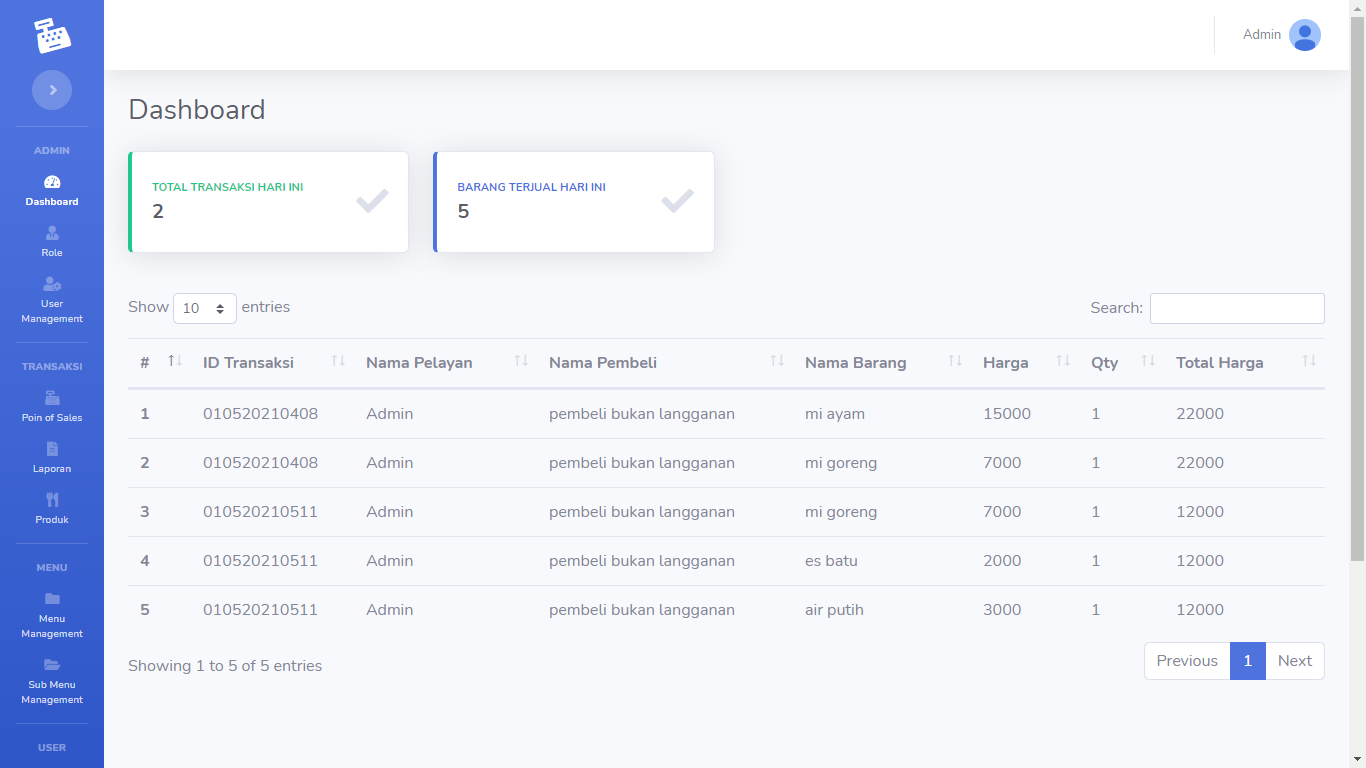 ADMIN
Dashboard
Role
User
Management
TRANSAKSI
Poin of Sales
Laporan
Produk
MENU
Menu
Management
Sub Menu
Management
USER
Admin
Dashboard
TOTAL TRANSAKSI HARI INI
2
BARANG TERJUAL HARI INI
5
Show 10 entries
Search:
# ID Transaksi Nama Pelayan Nama Pembeli Nama Barang Harga Qty Total Harga
1 010520210408 Admin pembeli bukan langganan mi ayam 15000 1 22000
2 010520210408 Admin pembeli bukan langganan mi goreng 7000 1 22000
3 010520210511 Admin pembeli bukan langganan mi goreng 7000 1 12000
4 010520210511 Admin pembeli bukan langganan es batu 2000 1 12000
5 010520210511 Admin pembeli bukan langganan air putih 3000 1 12000
Showing 1 to 5 of 5 entries
Previous 1 Next